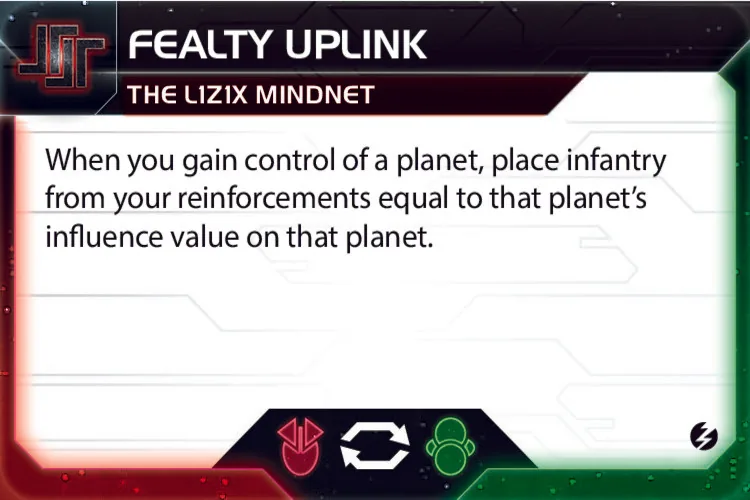 FEALTY UPLINK
THE L1Z1X MINDNET
When you gain control of a planet, place infantry
from your reinforcements equal to that planet’s
influence value on that planet.